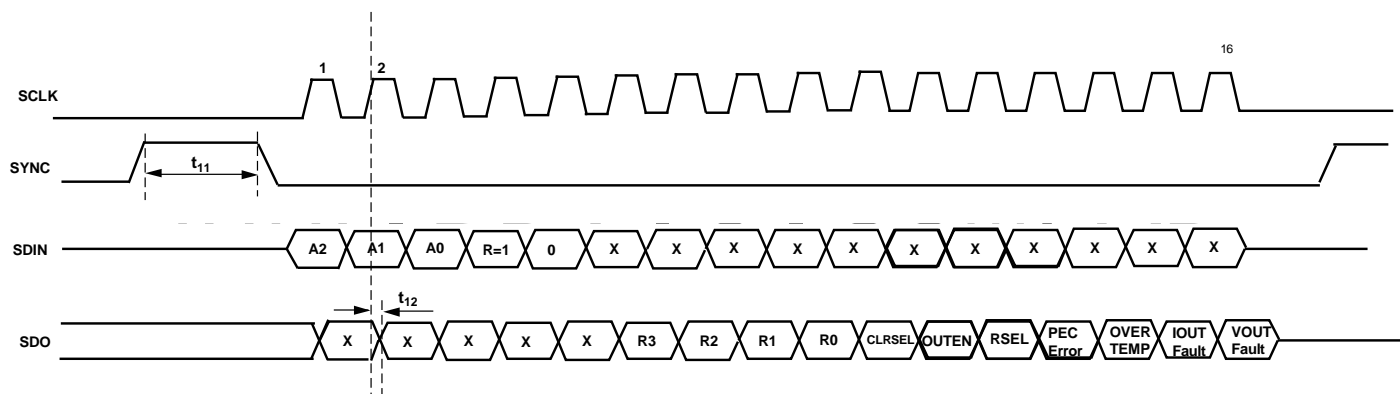 16
1 2
SCLK
SYNC
t11
SDIN A2 A1 A0 R=1 0 X X X X X X X X X X X
t12
SDO X X X X X R3 R2 R1 R0 CLRSEL OUTEN RSEL PEC Error OVER TEMP IOUT Fault VOUT Fault